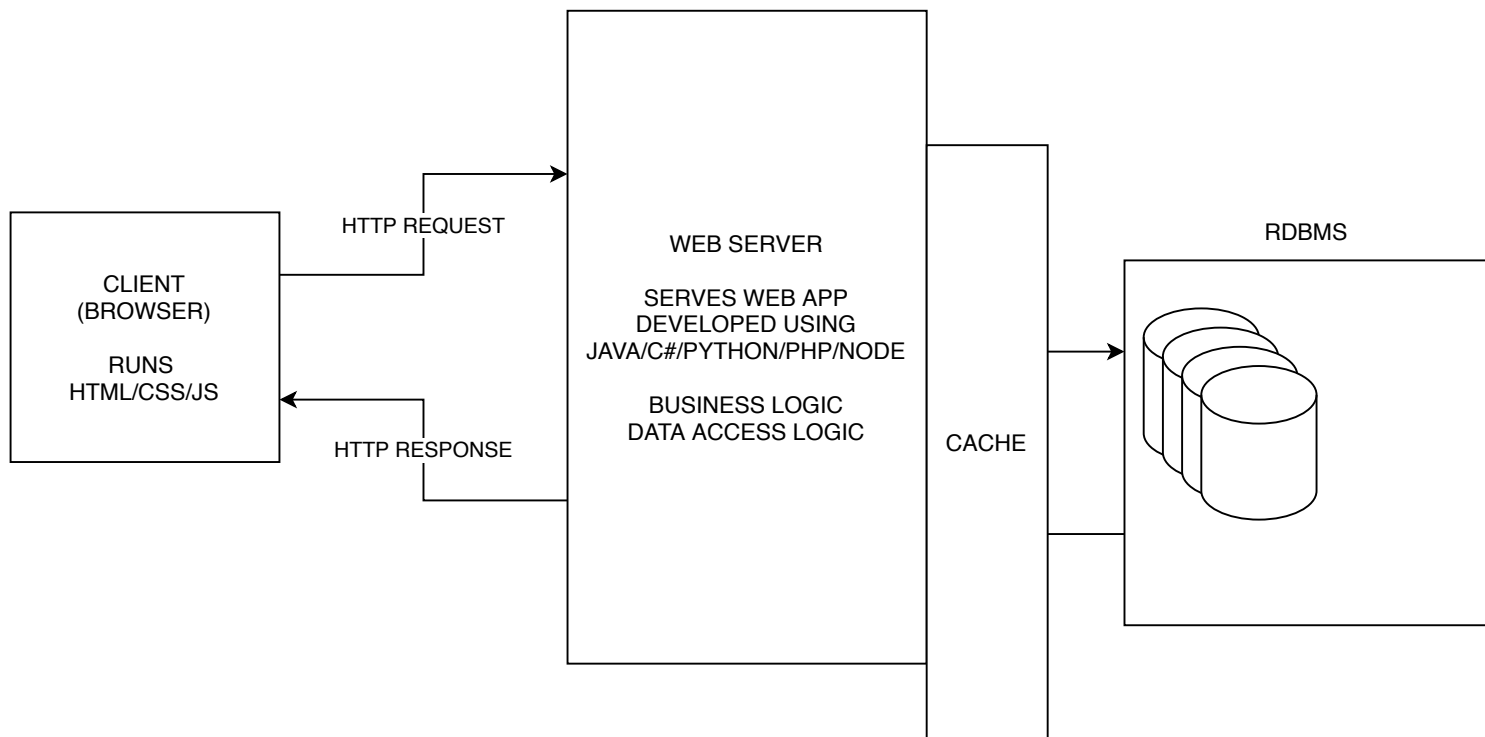 CLIENT
(BROWSER)
RUNS
HTML/CSS/JS
HTTP REQUEST
HTTP RESPONSE
WEB SERVER
SERVES WEB APP
DEVELOPED USING
JAVA/C#/PYTHON/PHP/NODE
BUSINESS LOGIC
DATA ACCESS LOGIC
CACHE
RDBMS